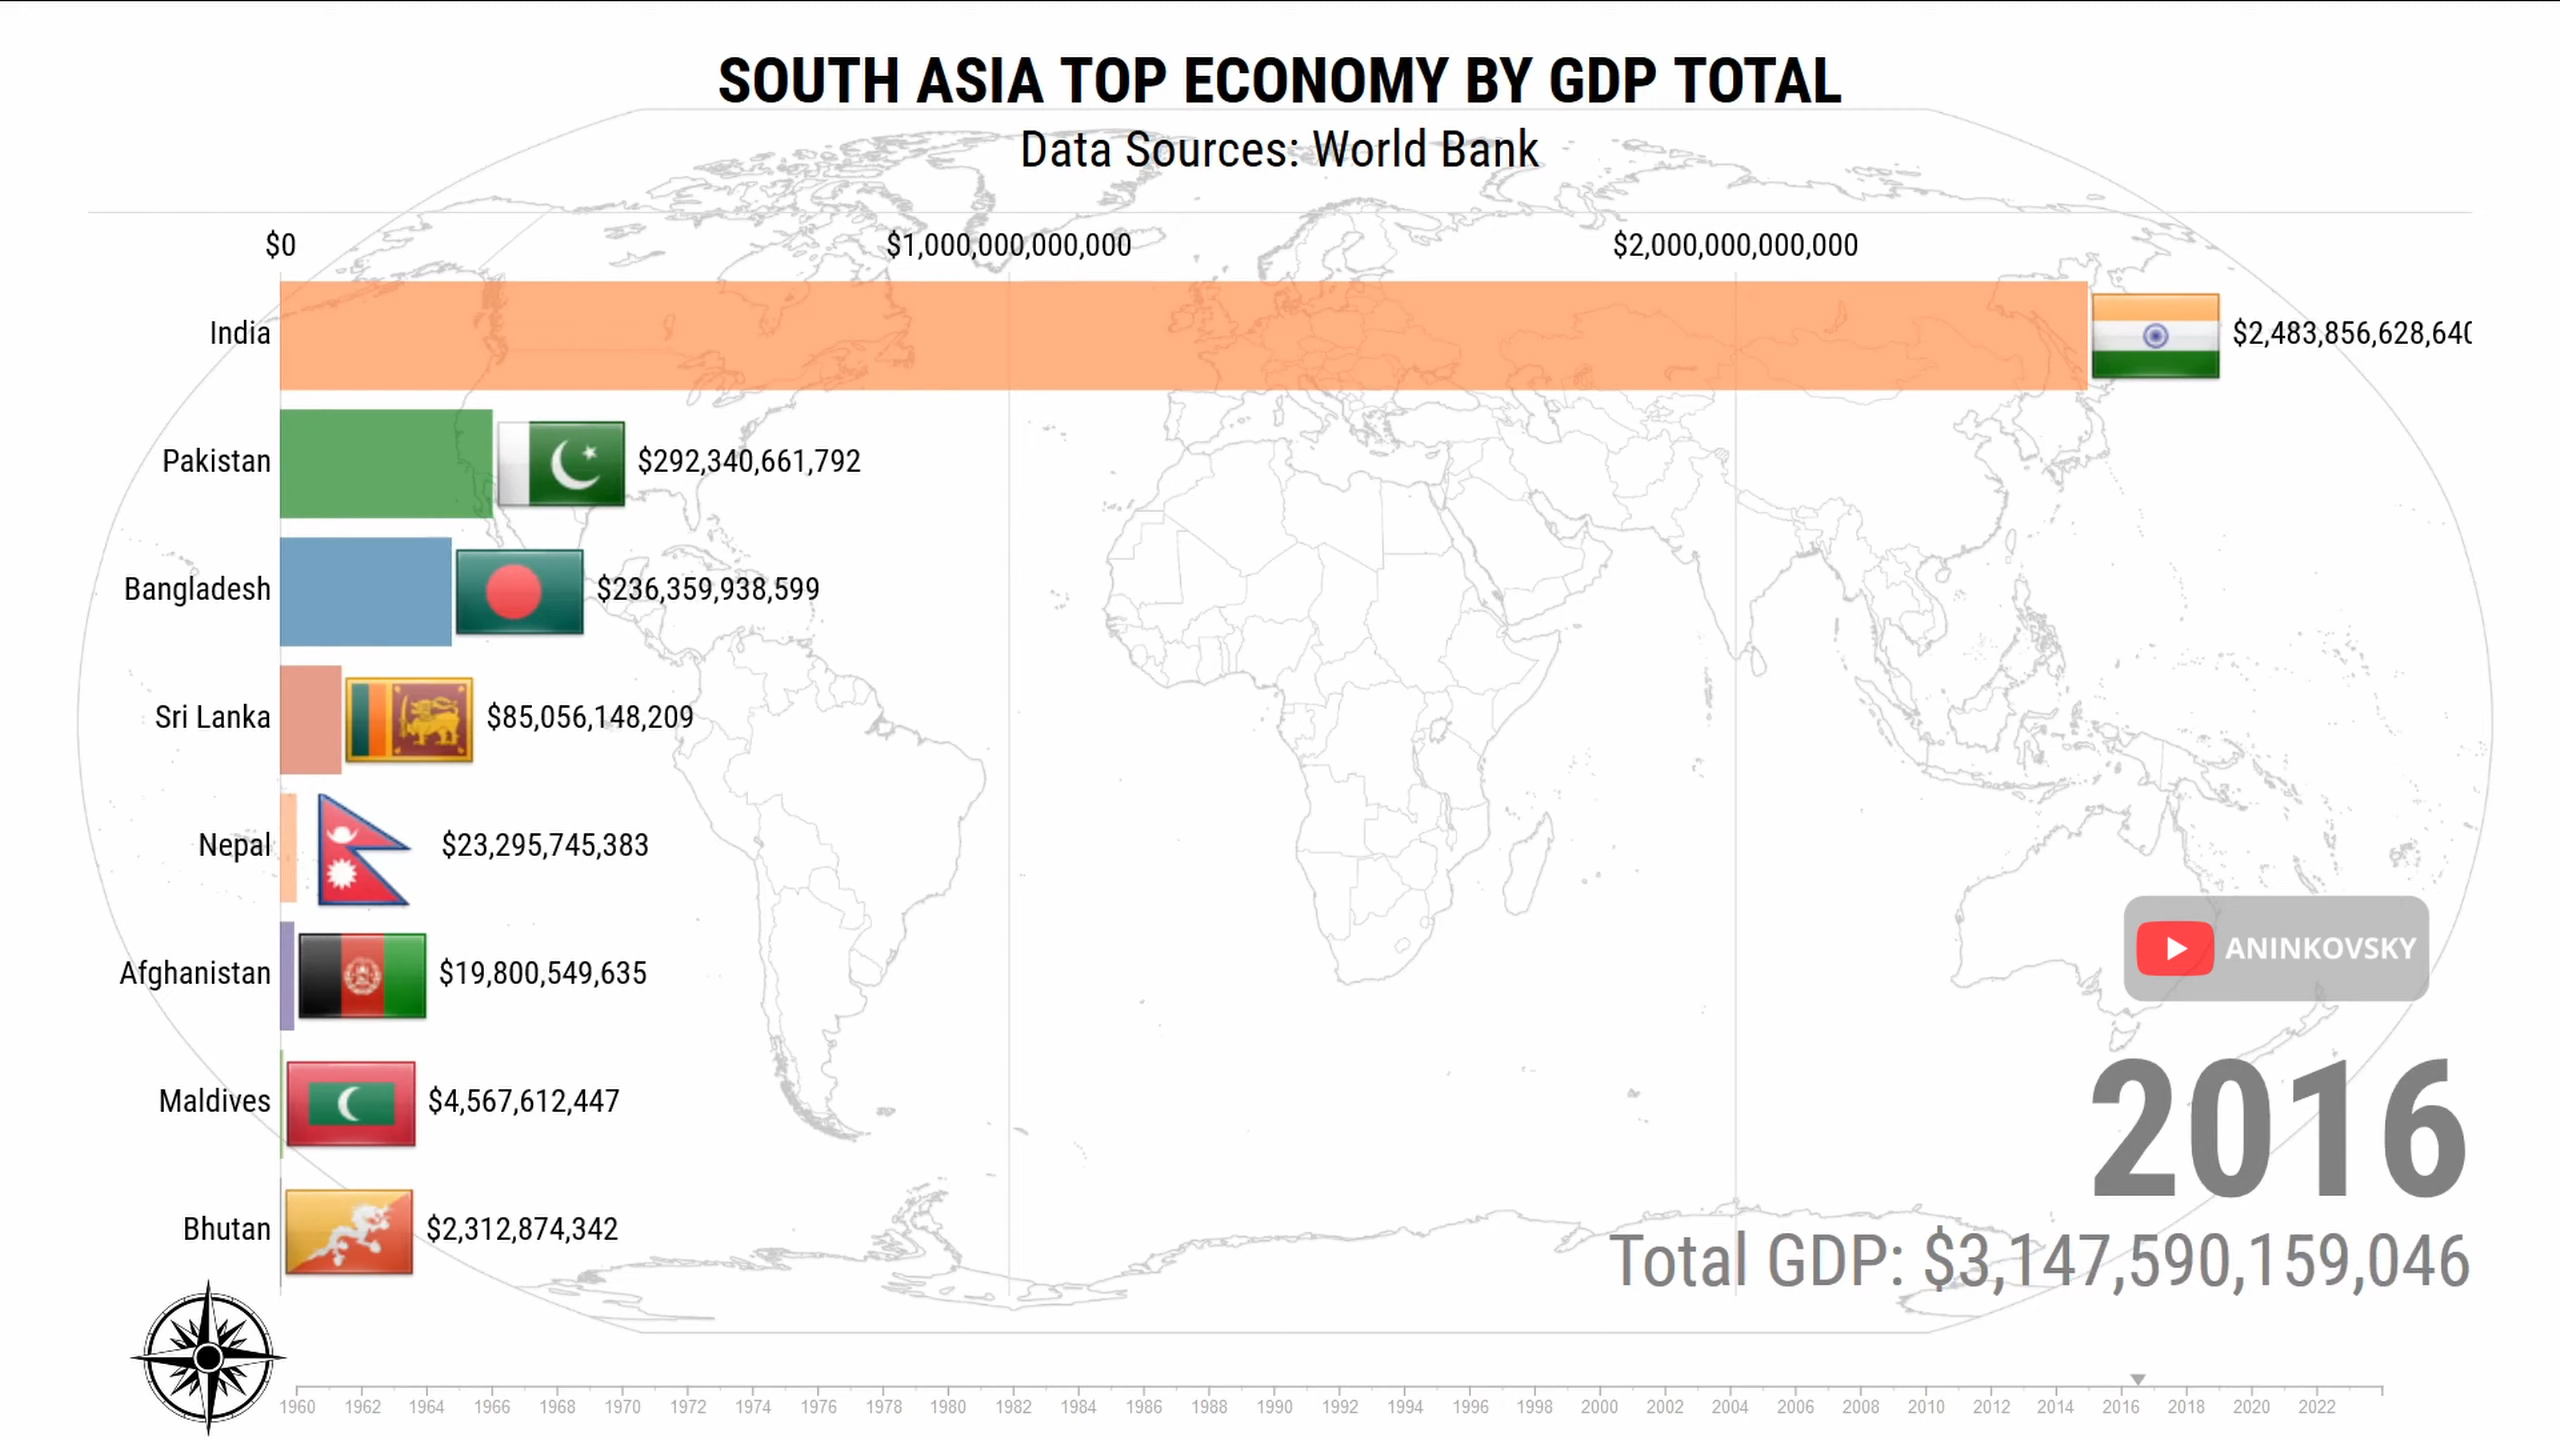 SOUTH ASIA TOP ECONOMY BY GDP TOTAL
Data Sources: World Bank
$0 $1,000,000,000,000 $2,000,000,000,000
India $2,483,856,628,640
Pakistan $292,340,661,792
Bangladesh $236,359,938,599
Sri Lanka $85,056,148,209
Nepal $23,295,745,383
Afghanistan $19,800,549,635
ANINKOVSKY
Maldives $4,567,612,447
2016
Bhutan $2,312,874,342
Total GDP: $3,147,590,159,046
1960 1962 1964 1966 1968 1970 1972 1974 1976 1978 1980 1982 1984 1986 1988 1990 1992 1994 1996 1998 2000 2002 2004 2006 2008 2010 2012 2014 2016 2018 2020 2022